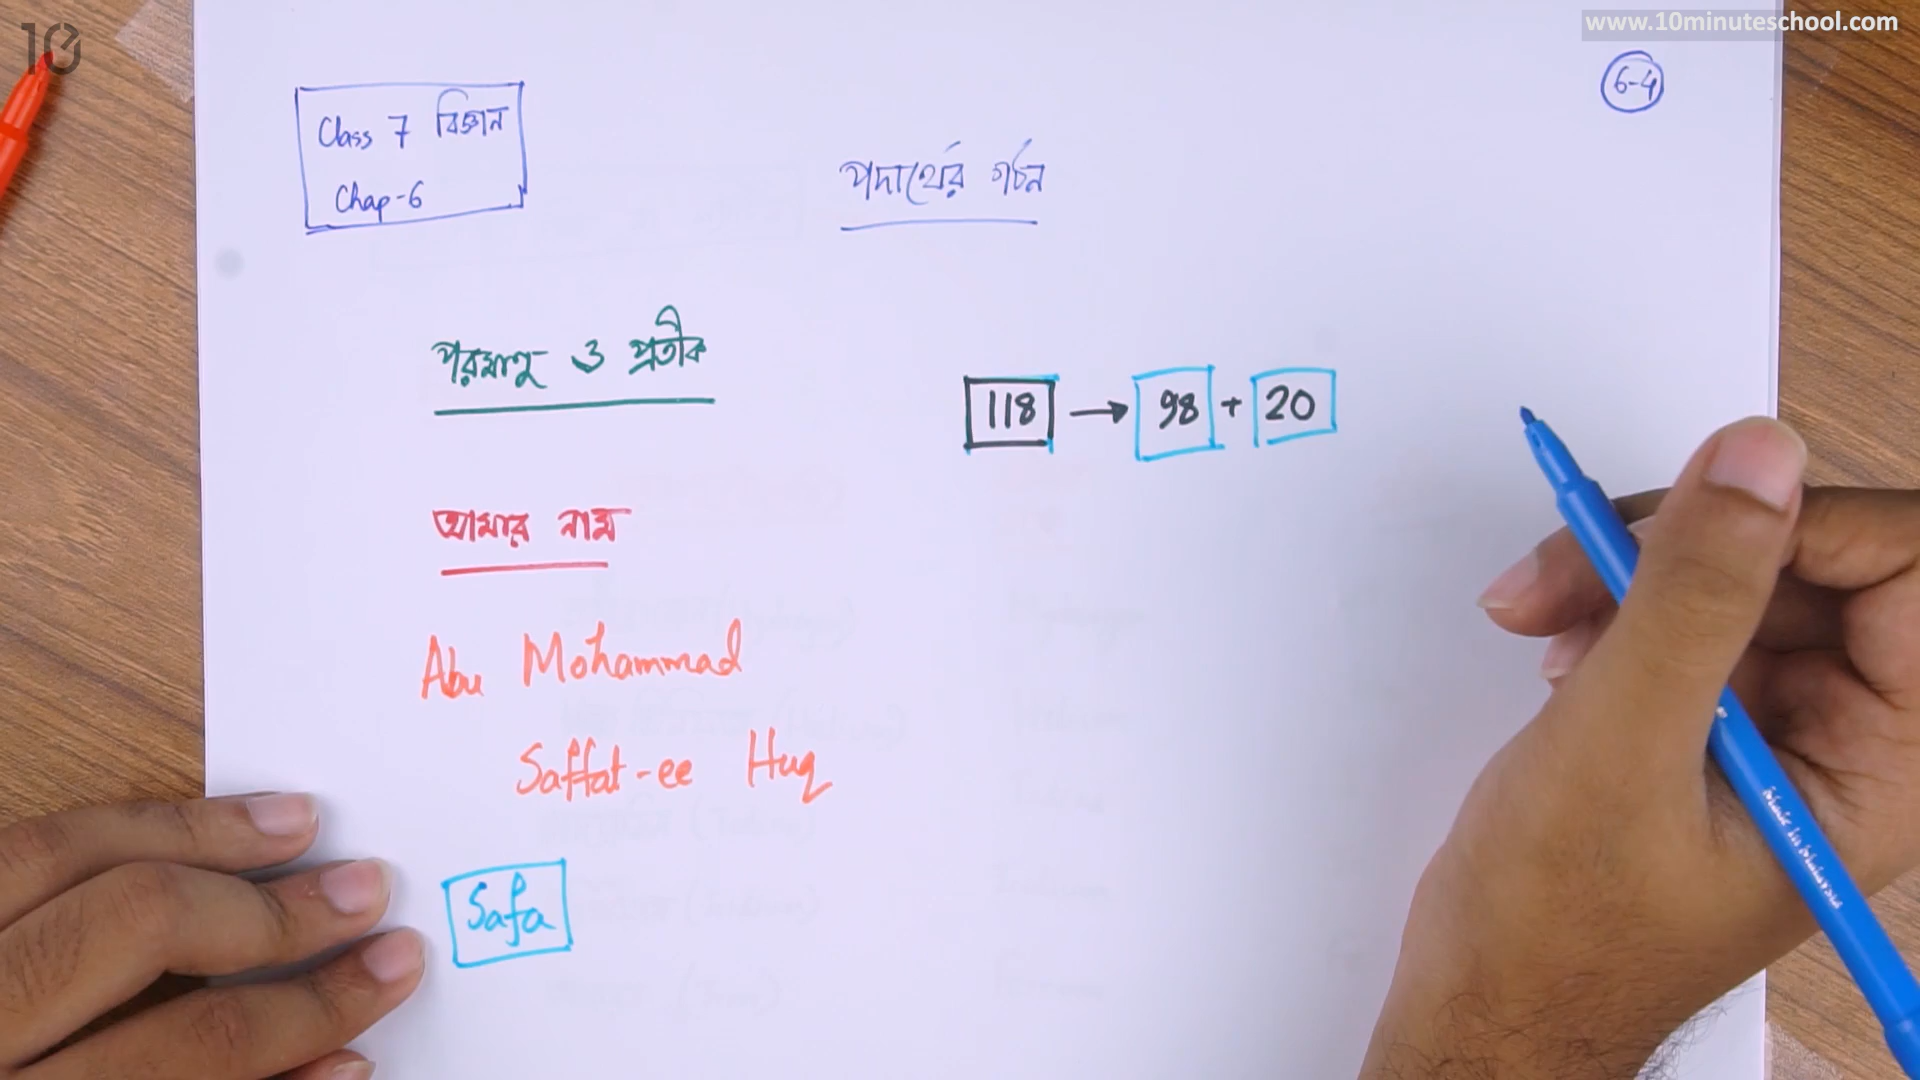 10
www.10minuteschool.com
6-4
Class 7 বিজ্ঞান
Chap-6
পদার্থের গঠন
পরমাণু ও প্রতীক
118 → 98 + 20
আমার নাম
Abu Mohammad
Saffat-ee Huq
Safa